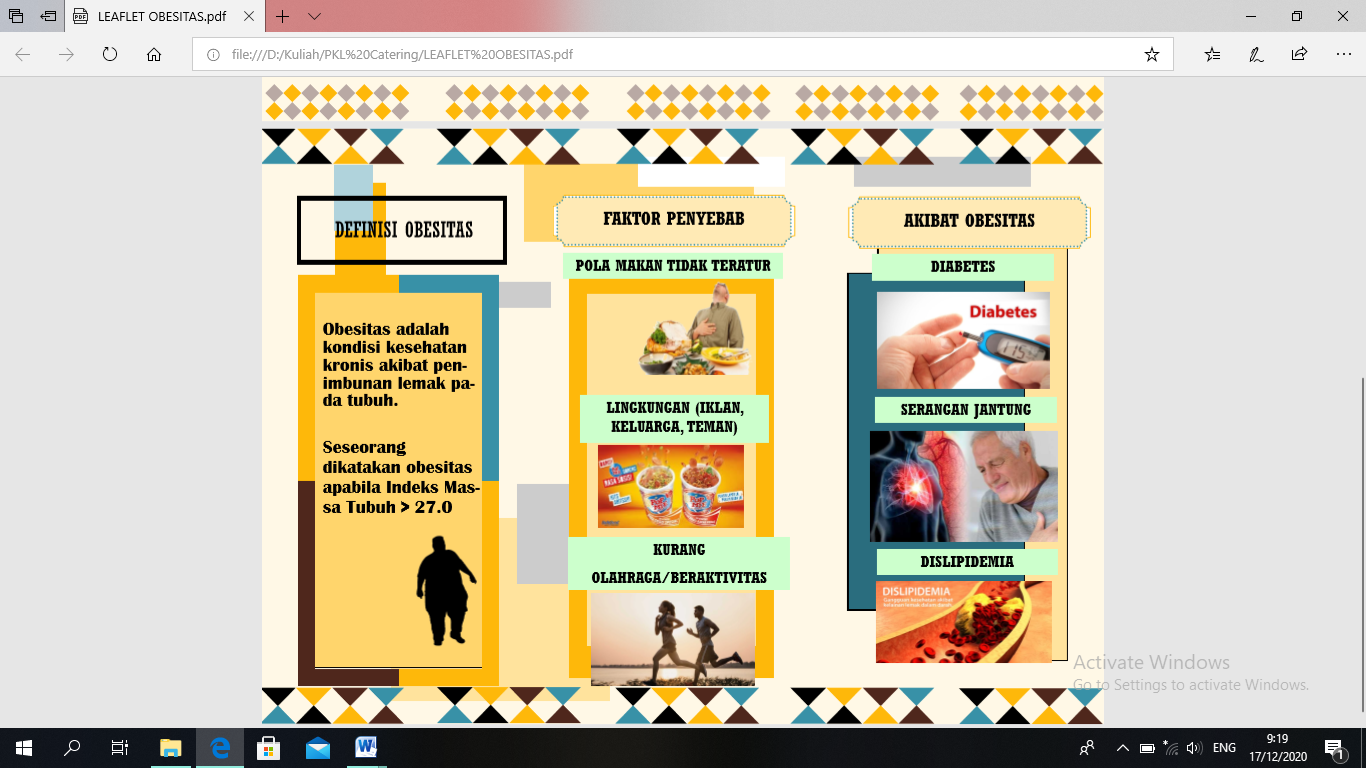 LEAFLET OBESITAS.pdf
file:///D:/Kuliah/PKL%20Catering/LEAFLET%20OBESITAS.pdf
DEFINISI OBESITAS
Obesitas adalah
kondisi kesehatan
kronis akibat pen-
imbunan lemak pa-
da tubuh.
Seseorang
dikatakan obesitas
apabila Indeks Mas-
sa Tubuh > 27.0
FAKTOR PENYEBAB
POLA MAKAN TIDAK TERATUR
LINGKUNGAN (IKLAN,
KELUARGA, TEMAN)
KURANG
OLAHRAGA/BERAKTIVITAS
AKIBAT OBESITAS
DIABETES
Diabetes
115
SERANGAN JANTUNG
DISLIPIDEMIA
DISLIPIDEMIA
Activate Windows
Go to Settings to activate Windows.
ENG
9:19
17/12/2020
1